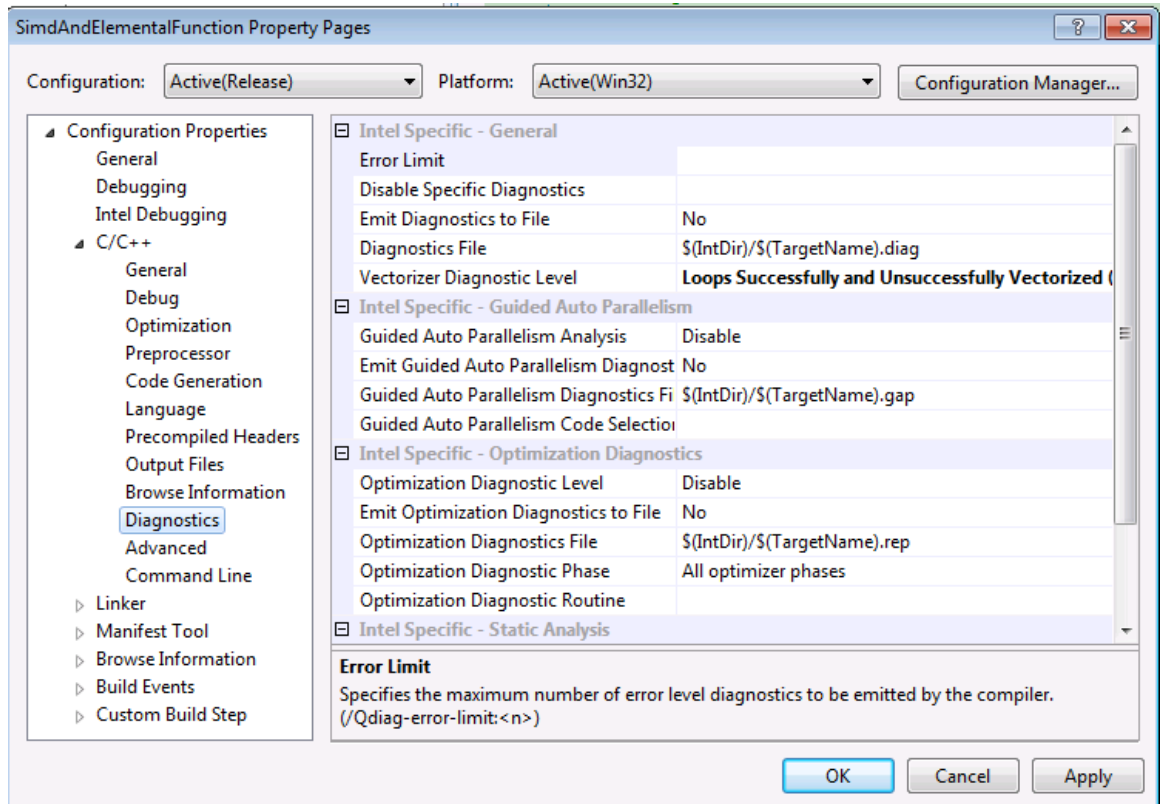 SimdAndElementalFunction Property Pages
Configuration: Active(Release) Platform: Active(Win32) Configuration Manager...
Configuration Properties
General
Debugging
Intel Debugging
C/C++
General
Debug
Optimization
Preprocessor
Code Generation
Language
Precompiled Headers
Output Files
Browse Information
Diagnostics
Advanced
Command Line
Linker
Manifest Tool
Browse Information
Build Events
Custom Build Step
Intel Specific - General
Error Limit
Disable Specific Diagnostics
Emit Diagnostics to File No
Diagnostics File $(IntDir)/$(TargetName).diag
Vectorizer Diagnostic Level Loops Successfully and Unsuccessfully Vectorized (
Intel Specific - Guided Auto Parallelism
Guided Auto Parallelism Analysis Disable
Emit Guided Auto Parallelism Diagnost No
Guided Auto Parallelism Diagnostics Fi $(IntDir)/$(TargetName).gap
Guided Auto Parallelism Code Selection
Intel Specific - Optimization Diagnostics
Optimization Diagnostic Level Disable
Emit Optimization Diagnostics to File No
Optimization Diagnostics File $(IntDir)/$(TargetName).rep
Optimization Diagnostic Phase All optimizer phases
Optimization Diagnostic Routine
Intel Specific - Static Analysis
Error Limit
Specifies the maximum number of error level diagnostics to be emitted by the compiler.
(/Qdiag-error-limit:<n>)
OK Cancel Apply